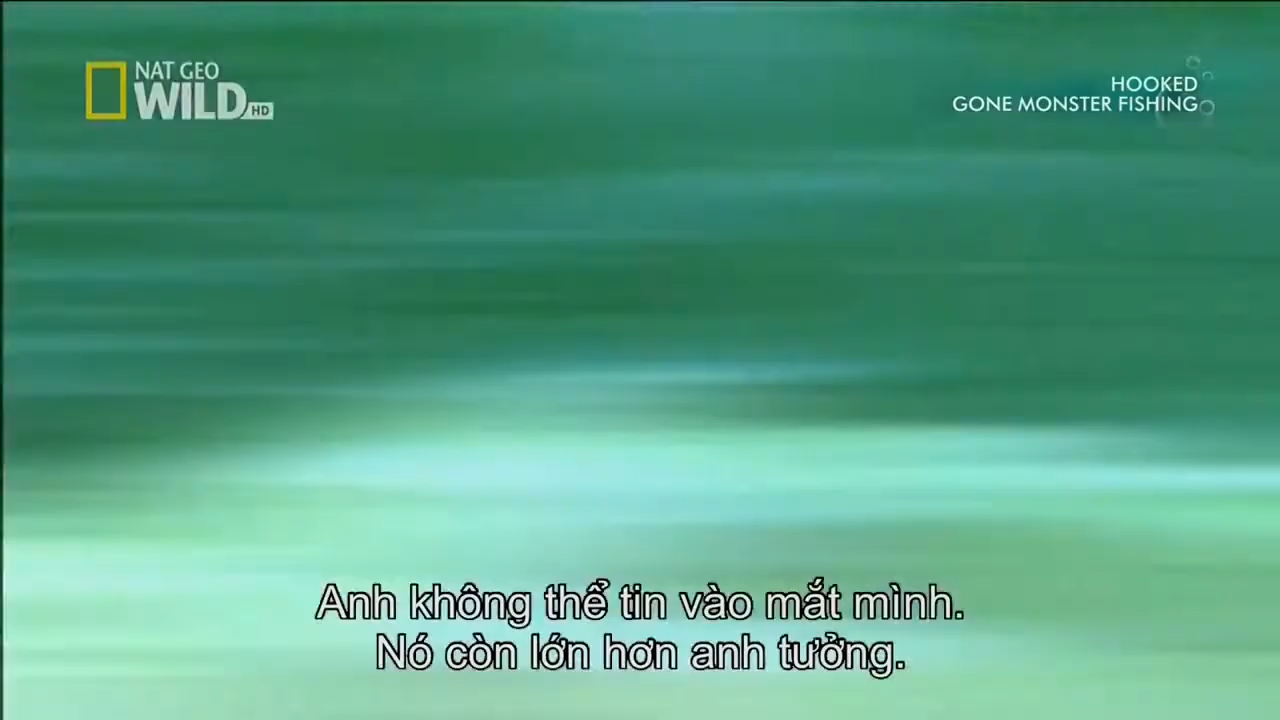 NAT GEO
WILD HD
HOOKED
GONE MONSTER FISHING
Anh không thể tin vào mắt mình.
Nó còn lớn hơn anh tưởng.